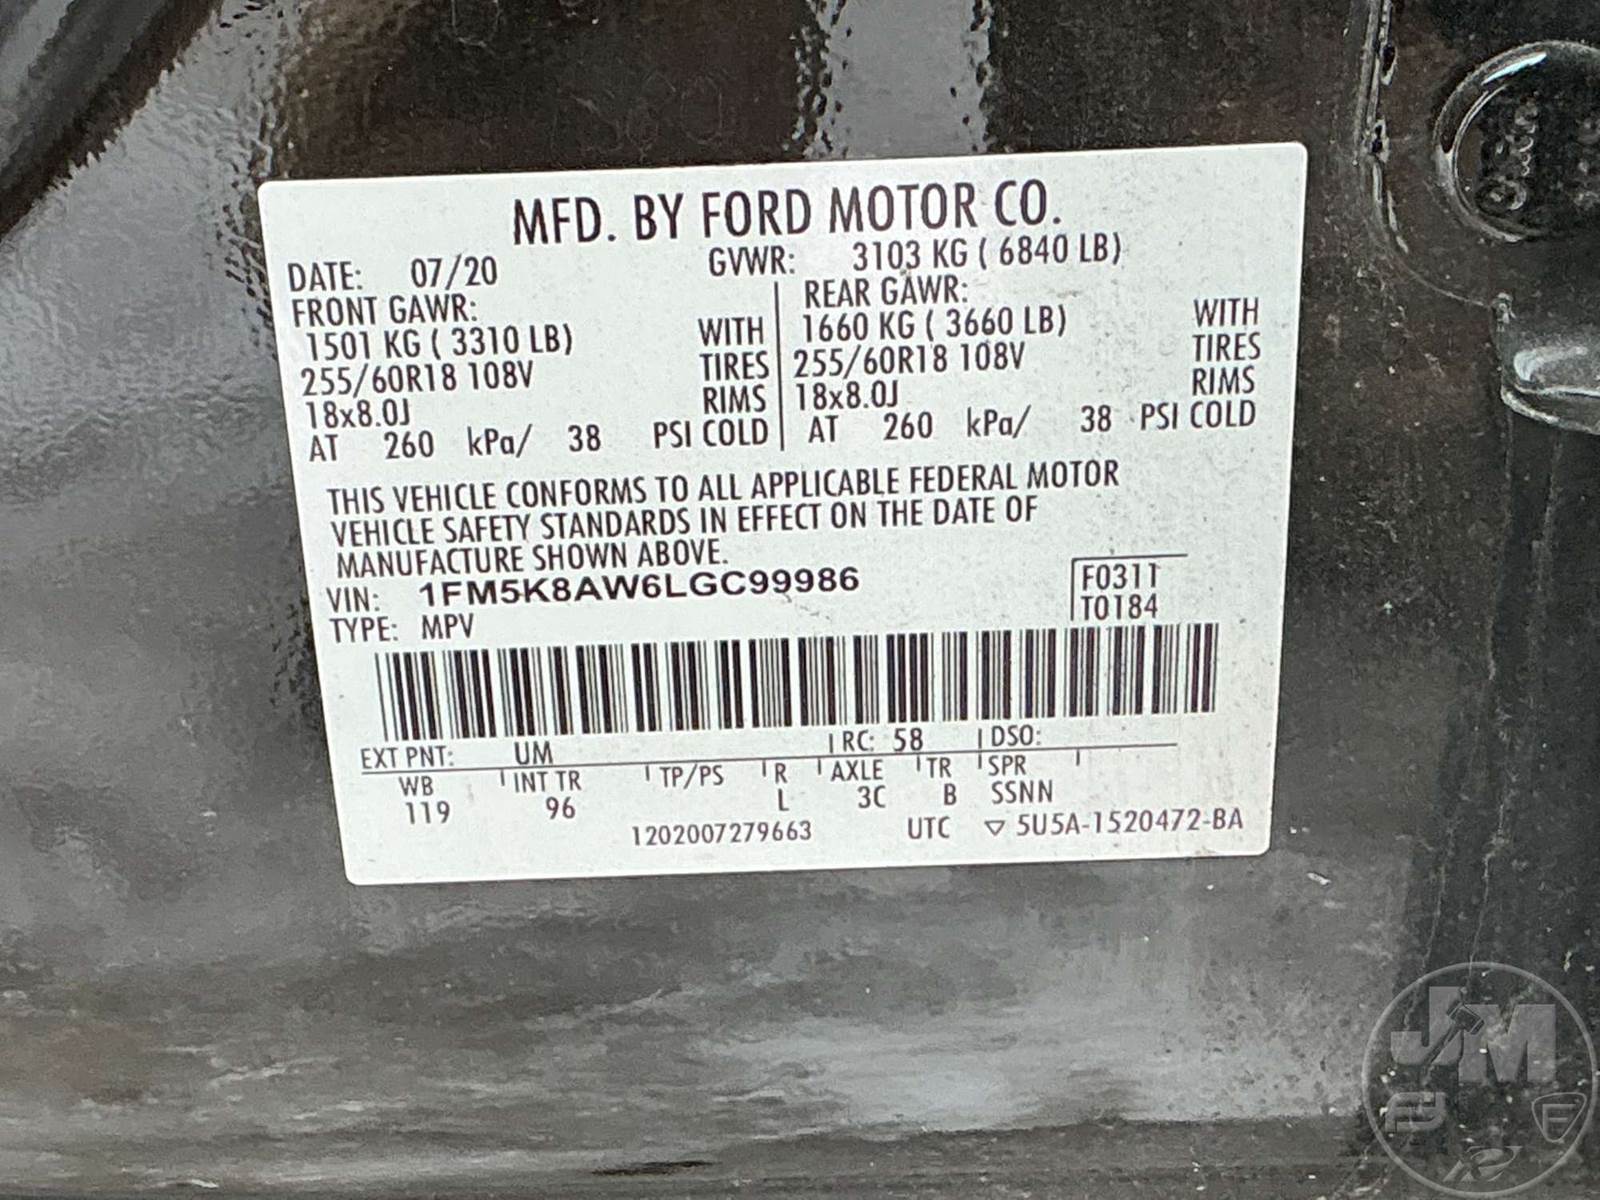 MFD. BY FORD MOTOR CO.
DATE: 07/20 GVWR: 3103 KG ( 6840 LB)
FRONT GAWR: REAR GAWR:
1501 KG ( 3310 LB) WITH 1660 KG ( 3660 LB) WITH
255/60R18 108V TIRES 255/60R18 108V TIRES
18x8.0J RIMS 18x8.0J RIMS
AT 260 kPa/ 38 PSI COLD AT 260 kPa/ 38 PSI COLD
THIS VEHICLE CONFORMS TO ALL APPLICABLE FEDERAL MOTOR
VEHICLE SAFETY STANDARDS IN EFFECT ON THE DATE OF
MANUFACTURE SHOWN ABOVE.
VIN: 1FM5K8AW6LGC99986 F0311
TYPE: MPV T0184
EXT PNT: UM RC: 58 DSO:
WB INT TR TP/PS R AXLE TR SPR
119 96 L 3C B SSNN
1202007279663 UTC ▽ 5U5A-1520472-BA
JM